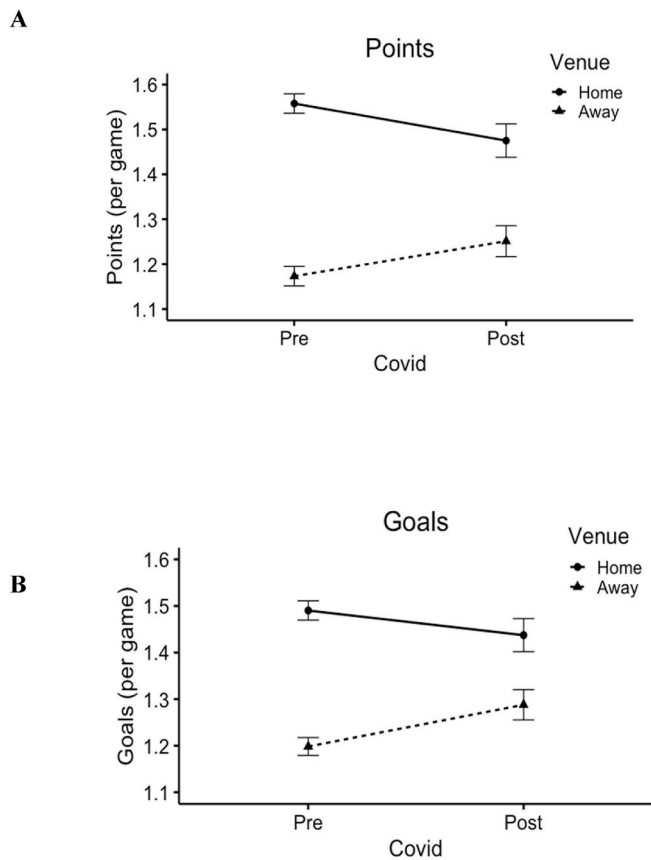 A
Points
Venue
Home
Away
Points (per game)
1.6
1.5
1.4
1.3
1.2
1.1
Pre
Post
Covid
B
Goals
Venue
Home
Away
Goals (per game)
1.6
1.5
1.4
1.3
1.2
1.1
Pre
Post
Covid